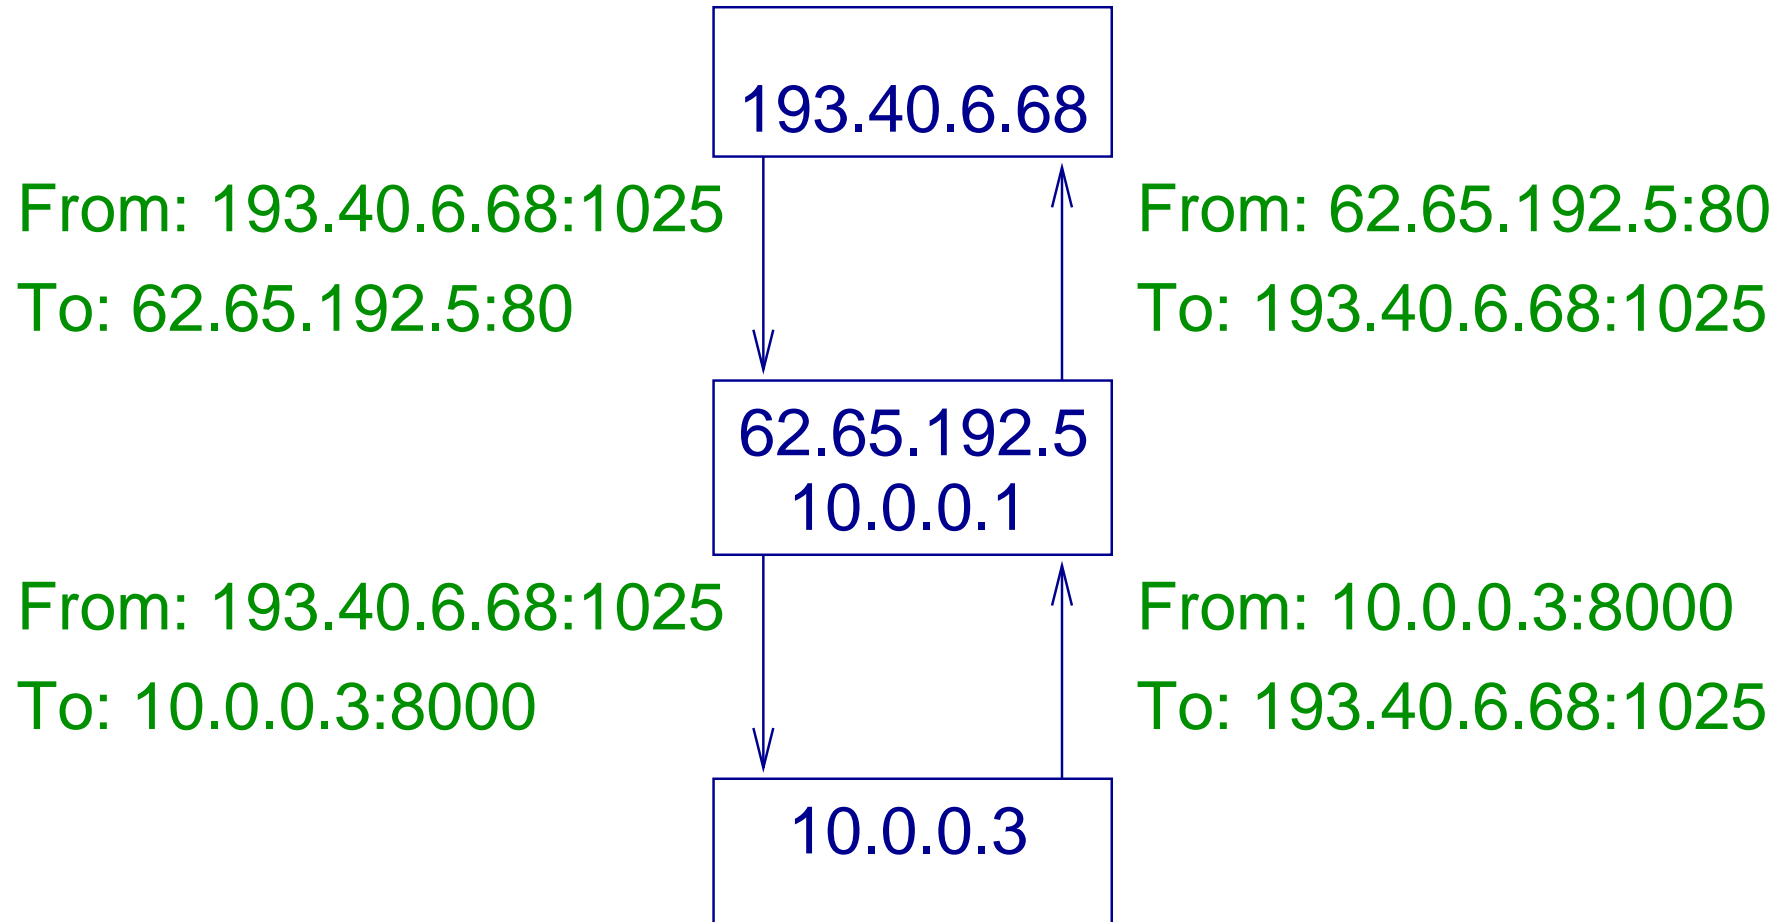 193.40.6.68
From: 193.40.6.68:1025
To: 62.65.192.5:80
From: 62.65.192.5:80
To: 193.40.6.68:1025
62.65.192.5
10.0.0.1
From: 193.40.6.68:1025
To: 10.0.0.3:8000
From: 10.0.0.3:8000
To: 193.40.6.68:1025
10.0.0.3